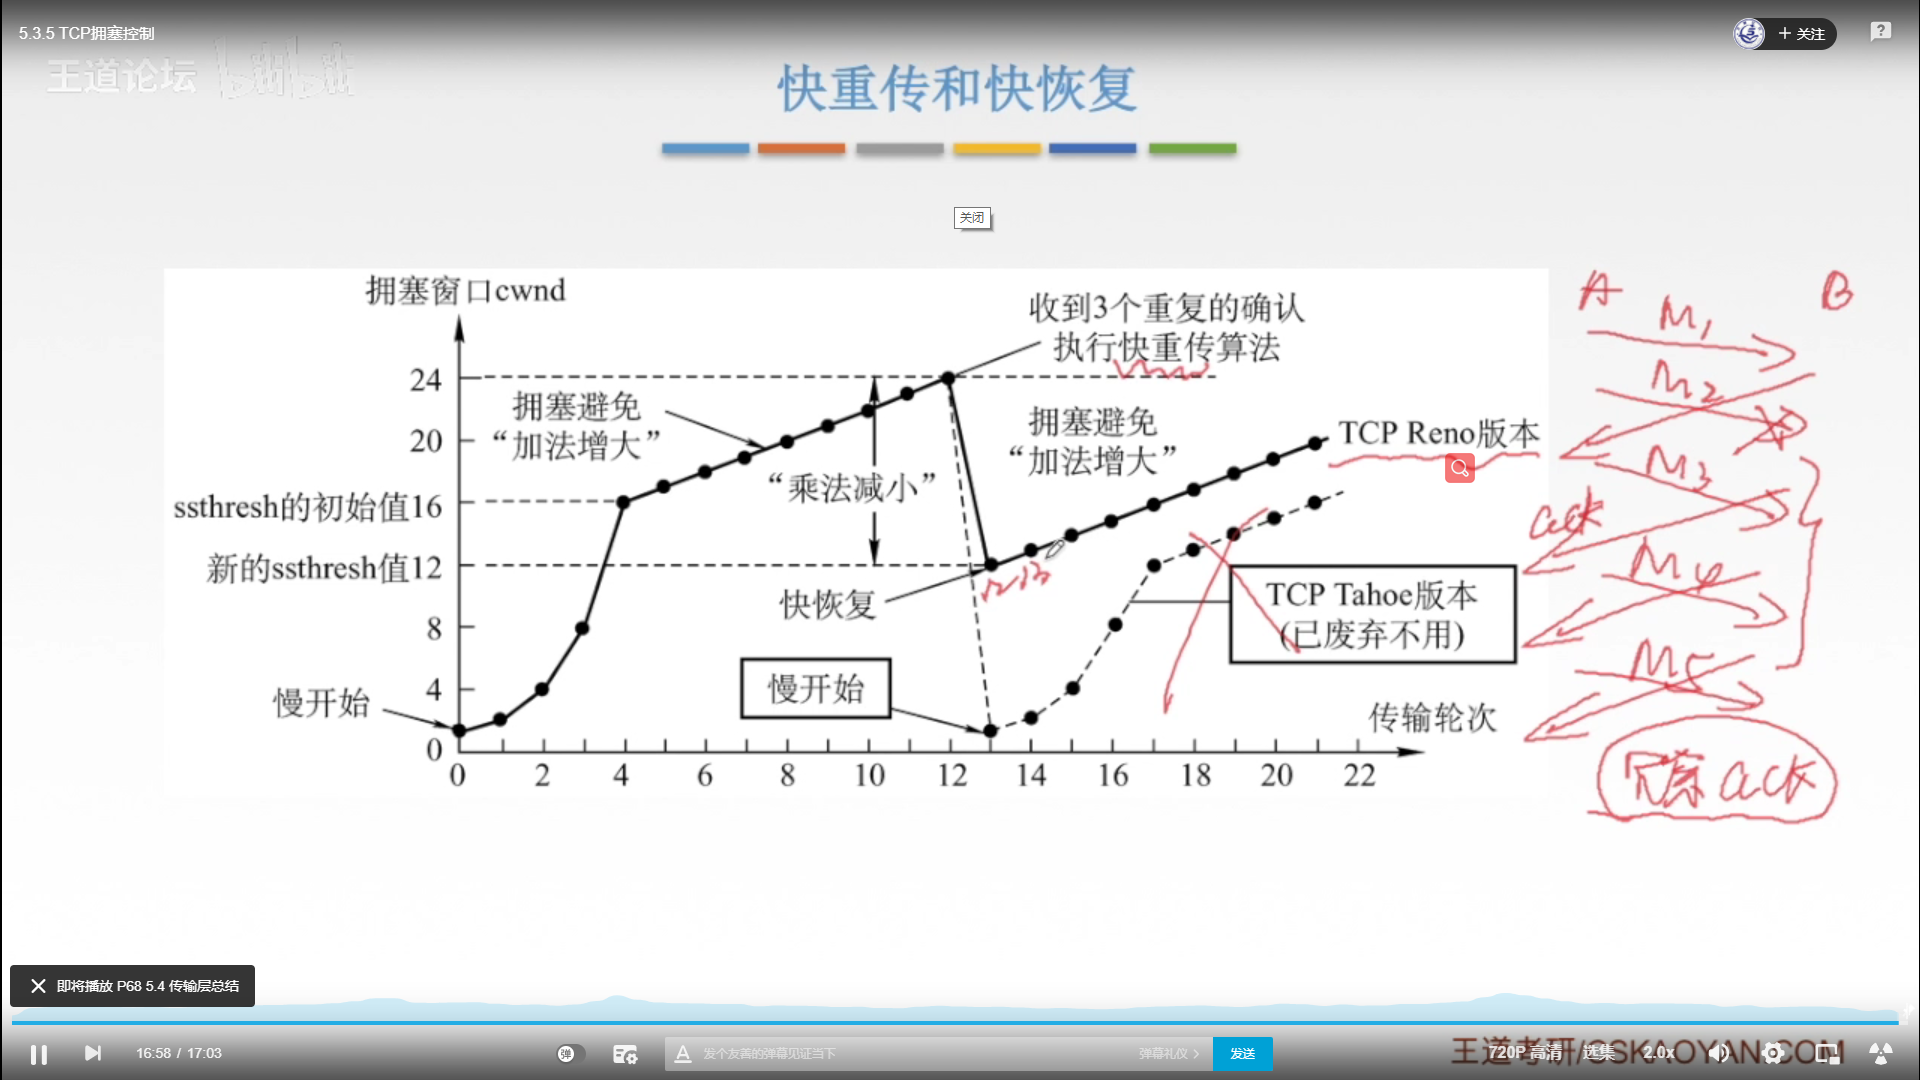 5.3.5 TCP拥塞控制
+ 关注
?
王道论坛 bilibili
快重传和快恢复
关闭
拥塞窗口cwnd
收到3个重复的确认
执行快重传算法
24
拥塞避免
“加法增大”
拥塞避免
“加法增大”
20
TCP Reno版本
“乘法减小”
ssthresh的初始值16
新的ssthresh值12
快恢复
TCP Tahoe版本
(已废弃不用)
8
4
慢开始
慢开始
传输轮次
0
0 2 4 6 8 10 12 14 16 18 20 22
A B
M1
M2
M3
ack
M4
M5
冗余ack
即将播放 P68 5.4 传输层总结
16:58 / 17:03
弹
发个友善的弹幕见证当下
弹幕礼仪
发送
720P 高清
选集
2.0x
王道考研/CSKAOYAN.COM